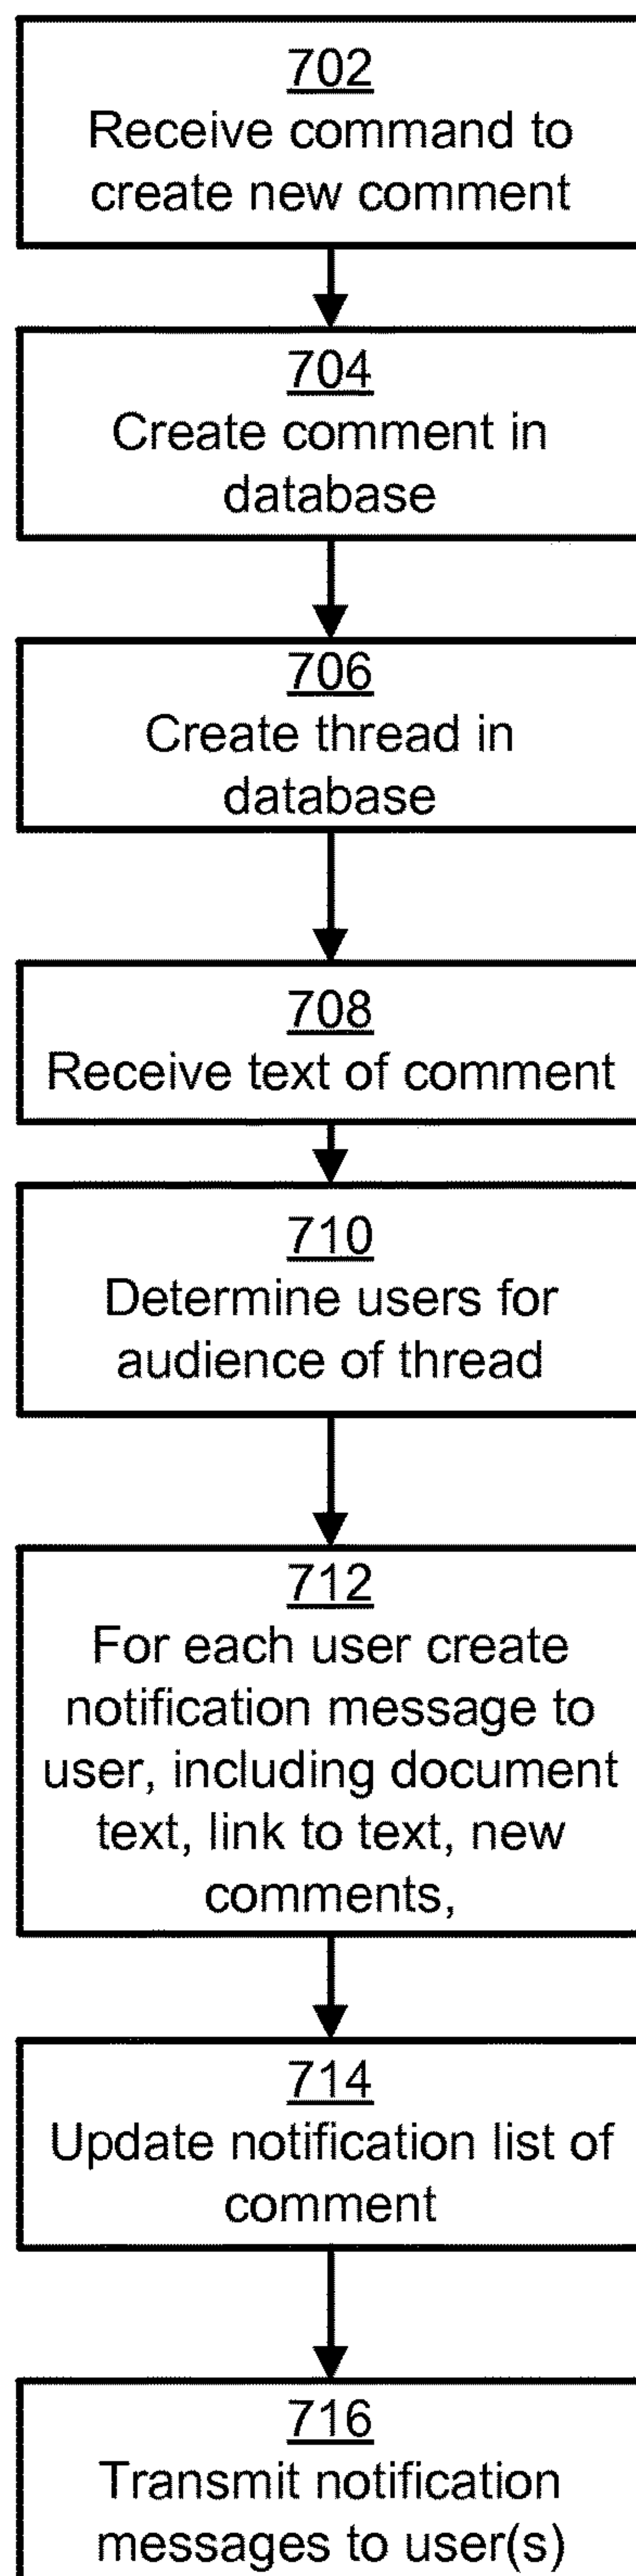 702
Receive command to
create new comment
704
Create comment in
database
706
Create thread in
database
708
Receive text of comment
710
Determine users for
audience of thread
712
For each user create
notification message to
user, including document
text, link to text, new
comments,
714
Update notification list of
comment
716
Transmit notification
messages to user(s)